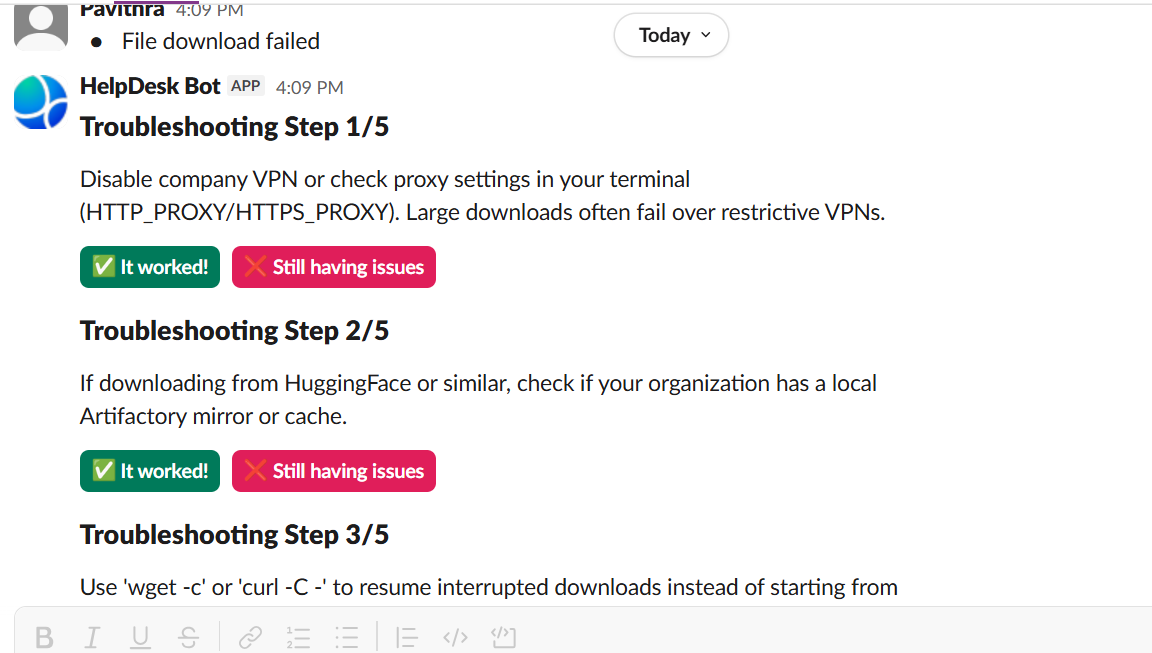 Pavithra 4:09 PM
• File download failed
Today
HelpDesk Bot APP 4:09 PM
Troubleshooting Step 1/5
Disable company VPN or check proxy settings in your terminal
(HTTP_PROXY/HTTPS_PROXY). Large downloads often fail over restrictive VPNs.
✅ It worked! ❌ Still having issues
Troubleshooting Step 2/5
If downloading from HuggingFace or similar, check if your organization has a local
Artifactory mirror or cache.
✅ It worked! ❌ Still having issues
Troubleshooting Step 3/5
Use 'wget -c' or 'curl -C -' to resume interrupted downloads instead of starting from
B I U S